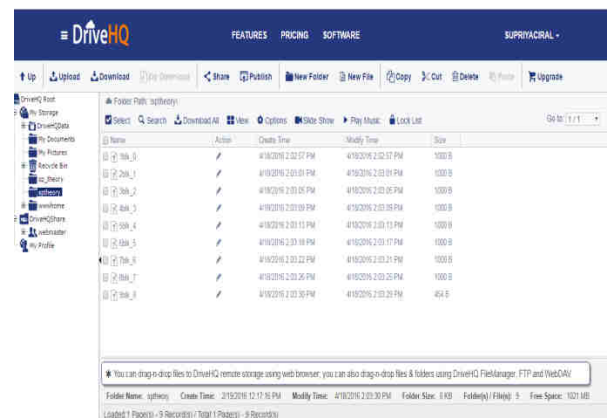 ≡ DriveHQ FEATURES PRICING SOFTWARE SUPRIYACIRAL
Up Upload Download Share Publish New Folder New File Copy Cut Delete Paste Upgrade
DriveHQ Root
My Storage
DriveHQData
My Documents
My Pictures
Recycle Bin
sptheory
wwwhome
DriveHQShare
webmaster
My Profile
Folder Path: \sptheory\
Select Search Download All View Options Slide Show Play Music Lock List Go to: 1 / 1
Name Action Create Time Modify Time Size
4/18/2016 2:02:57 PM 4/18/2016 2:02:57 PM 1000 B
4/18/2016 2:03:01 PM 4/18/2016 2:03:01 PM 1000 B
4/18/2016 2:03:05 PM 4/18/2016 2:03:05 PM 1000 B
4/18/2016 2:03:09 PM 4/18/2016 2:03:09 PM 1000 B
4/18/2016 2:03:13 PM 4/18/2016 2:03:13 PM 1000 B
4/18/2016 2:03:18 PM 4/18/2016 2:03:17 PM 1000 B
4/18/2016 2:03:22 PM 4/18/2016 2:03:21 PM 1000 B
4/18/2016 2:03:26 PM 4/18/2016 2:03:25 PM 1000 B
4/18/2016 2:03:30 PM 4/18/2016 2:03:29 PM 464 B
✱ You can drag-n-drop files to DriveHQ remote storage using web browser; you can also drag-n-drop files & folders using DriveHQ FileManager, FTP and WebDAV.
Folder Name: sptheory Create Time: 2/15/2016 12:17:16 PM Modify Time: 4/18/2016 2:03:30 PM Folder Size: 8 KB Folder(s) / File(s): 9 Free Space: 1021 MB
Loaded:1 Page(s) - 9 Record(s) / Total:1 Page(s) - 9 Record(s)